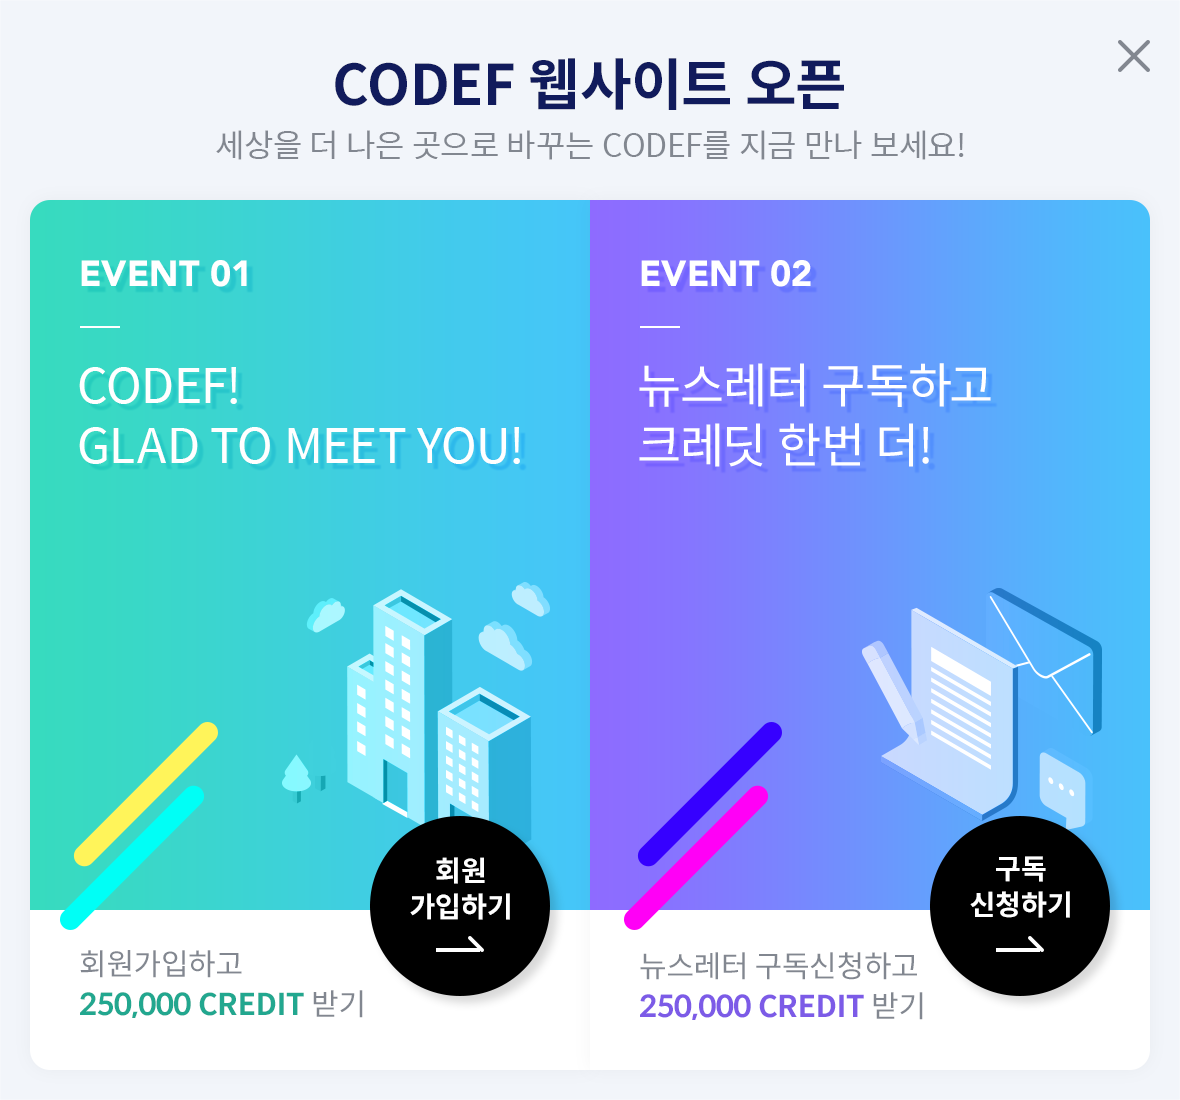 CODEF 웹사이트 오픈
세상을 더 나은 곳으로 바꾸는 CODEF를 지금 만나 보세요!
EVENT 01
CODEF!
GLAD TO MEET YOU!
회원
가입하기
회원가입하고
250,000 CREDIT 받기
EVENT 02
뉴스레터 구독하고
크레딧 한번 더!
구독
신청하기
뉴스레터 구독신청하고
250,000 CREDIT 받기